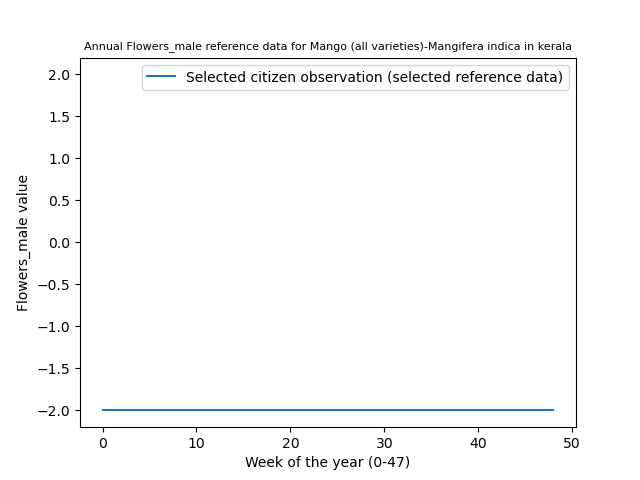 Annual Flowers_male reference data for Mango (all varieties)-Mangifera indica in kerala
Selected citizen observation (selected reference data)
2.0
1.5
1.0
0.5
0.0
−0.5
−1.0
−1.5
−2.0
Flowers_male value
0 10 20 30 40 50
Week of the year (0-47)